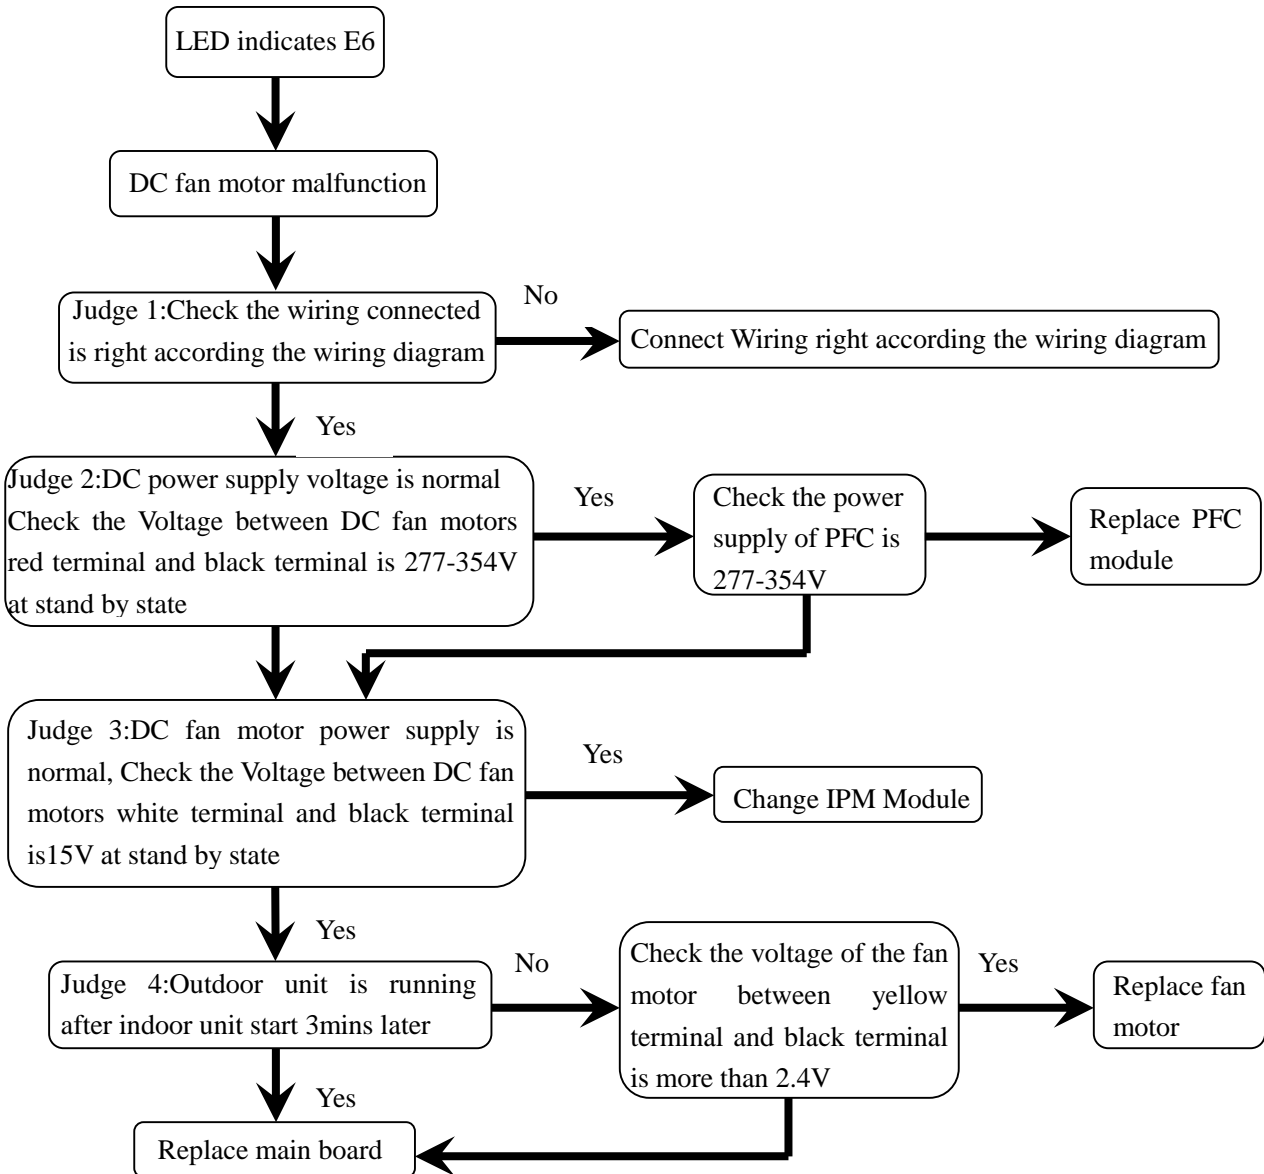 LED indicates E6
DC fan motor malfunction
Judge 1:Check the wiring connected
is right according the wiring diagram
No
Connect Wiring right according the wiring diagram
Yes
Judge 2:DC power supply voltage is normal
Check the Voltage between DC fan motors
red terminal and black terminal is 277-354V
at stand by state
Yes
Check the power
supply of PFC is
277-354V
Replace PFC
module
Judge 3:DC fan motor power supply is
normal, Check the Voltage between DC fan
motors white terminal and black terminal
is15V at stand by state
Yes
Change IPM Module
Yes
Judge 4:Outdoor unit is running
after indoor unit start 3mins later
No
Check the voltage of the fan
motor between yellow
terminal and black terminal
is more than 2.4V
Yes
Replace fan
motor
Yes
Replace main board